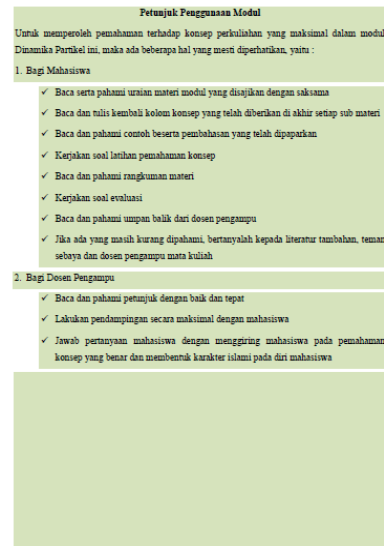 Petunjuk Penggunaan Modul
Untuk memperoleh pemahaman terhadap konsep perkuliahan yang maksimal dalam modul
Dinamika Partikel ini, maka ada beberapa hal yang mesti diperhatikan, yaitu :
1. Bagi Mahasiswa
✓ Baca serta pahami uraian materi modul yang disajikan dengan saksama
✓ Baca dan tulis kembali kolom konsep yang telah diberikan di akhir setiap sub materi
✓ Baca dan pahami contoh beserta pembahasan yang telah dipaparkan
✓ Kerjakan soal latihan pemahaman konsep
✓ Baca dan pahami rangkuman materi
✓ Kerjakan soal evaluasi
✓ Baca dan pahami umpan balik dari dosen pengampu
✓ Jika ada yang masih kurang dipahami, bertanyalah kepada literatur tambahan, teman
sebaya dan dosen pengampu mata kuliah
2. Bagi Dosen Pengampu
✓ Baca dan pahami petunjuk dengan baik dan tepat
✓ Lakukan pendampingan secara maksimal dengan mahasiswa
✓ Jawab pertanyaan mahasiswa dengan menggiring mahasiswa pada pemahaman
konsep yang benar dan membentuk karakter islami pada diri mahasiswa